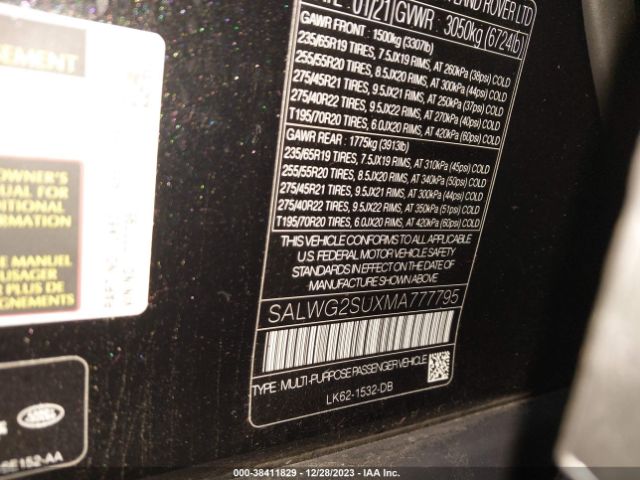 LAND ROVER LTD
01/21 GWR : 3050kg (6724lb)
GAWR FRONT : 1500kg (3307lb)
235/65R19 TIRES, 7.5JX19 RIMS, AT 260kPa (38psi) COLD
255/55R20 TIRES, 8.5JX20 RIMS, AT 300kPa (44psi) COLD
275/45R21 TIRES, 9.5JX21 RIMS, AT 250kPa (37psi) COLD
275/40R22 TIRES, 9.5JX22 RIMS, AT 270kPa (40psi) COLD
T195/70R20 TIRES, 6.0JX20 RIMS, AT 420kPa (60psi) COLD
GAWR REAR : 1775kg (3913lb)
235/65R19 TIRES, 7.5JX19 RIMS, AT 310kPa (45psi) COLD
255/55R20 TIRES, 8.5JX20 RIMS, AT 340kPa (50psi) COLD
275/45R21 TIRES, 9.5JX21 RIMS, AT 300kPa (44psi) COLD
275/40R22 TIRES, 9.5JX22 RIMS, AT 350kPa (51psi) COLD
T195/70R20 TIRES, 6.0JX20 RIMS, AT 420kPa (60psi) COLD
THIS VEHICLE CONFORMS TO ALL APPLICABLE
U.S. FEDERAL MOTOR VEHICLE SAFETY
STANDARDS IN EFFECT ON THE DATE OF
MANUFACTURE SHOWN ABOVE.
SALWG2SUXMA777795
TYPE: MULTI-PURPOSE PASSENGER VEHICLE
LK62-1532-DB
OWNER'S
FOR
LE MANUEL
PLUS DE
E152-AA
000-38411829 - 12/28/2023 - IAA Inc.